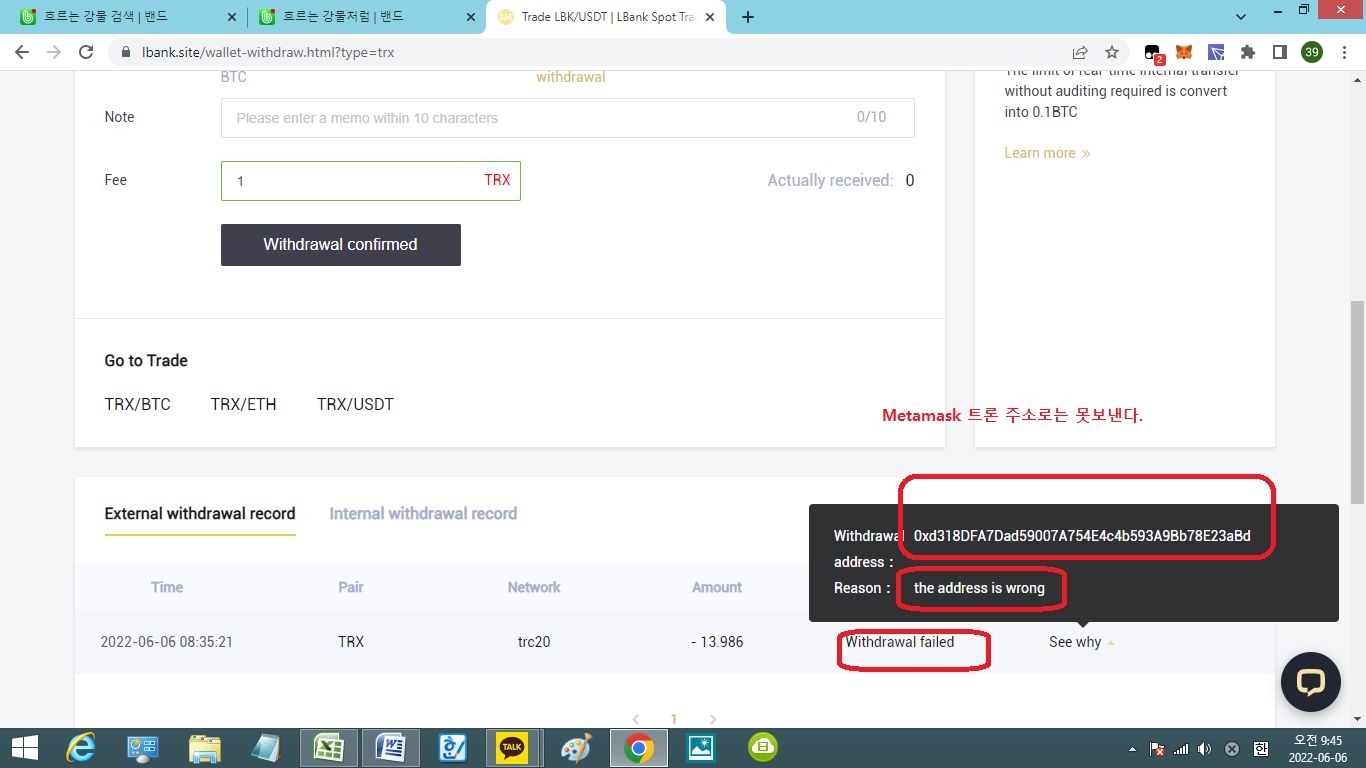 흐르는 강물 검색 | 밴드
흐르는 강물처럼 | 밴드
Trade LBK/USDT | LBank Spot Tra
lbank.site/wallet-withdraw.html?type=trx
2
39
BTC
withdrawal
The limit of real-time internal transfer
without auditing required is convert
into 0.1BTC
Learn more »
Note
Please enter a memo within 10 characters
0/10
Fee
1
TRX
Actually received: 0
Withdrawal confirmed
Go to Trade
TRX/BTC
TRX/ETH
TRX/USDT
Metamask 트론 주소로는 못보낸다.
External withdrawal record
Internal withdrawal record
Withdrawal 0xd318DFA7Dad59007A754E4c4b593A9Bb78E23aBd
address :
Reason : the address is wrong
Time
Pair
Network
Amount
2022-06-06 08:35:21
TRX
trc20
- 13.986
Withdrawal failed
See why
1
TALK
한
오전 9:45
2022-06-06